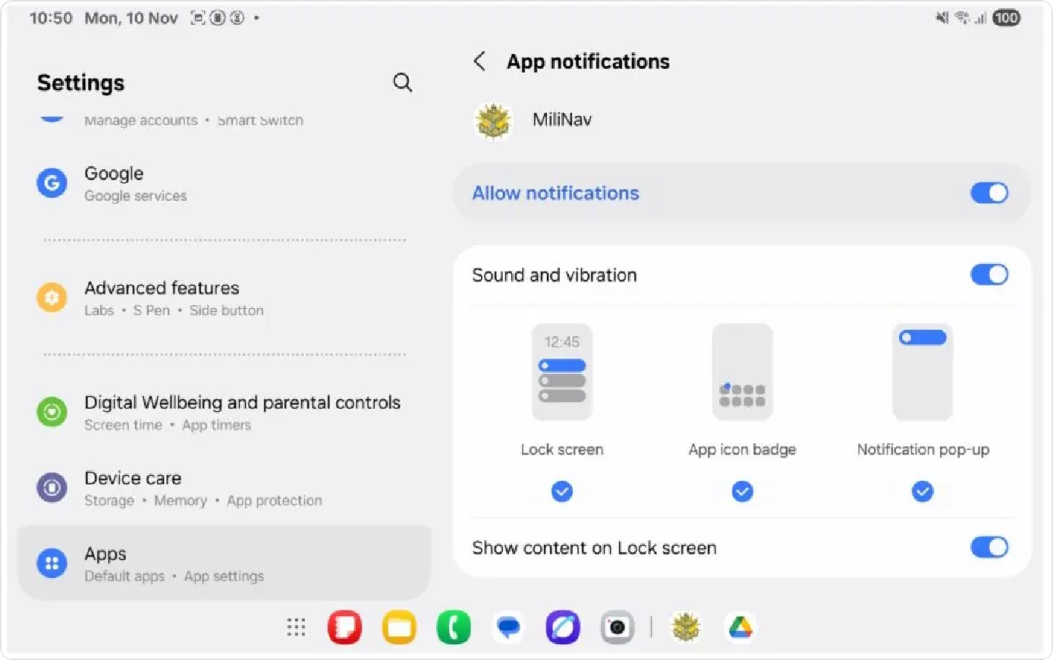 10:50 Mon, 10 Nov
100
Settings
Manage accounts • Smart Switch
Google
Google services
Advanced features
Labs • S Pen • Side button
Digital Wellbeing and parental controls
Screen time • App timers
Device care
Storage • Memory • App protection
Apps
Default apps • App settings
App notifications
MiliNav
Allow notifications
Sound and vibration
12:45
Lock screen
App icon badge
Notification pop-up
Show content on Lock screen